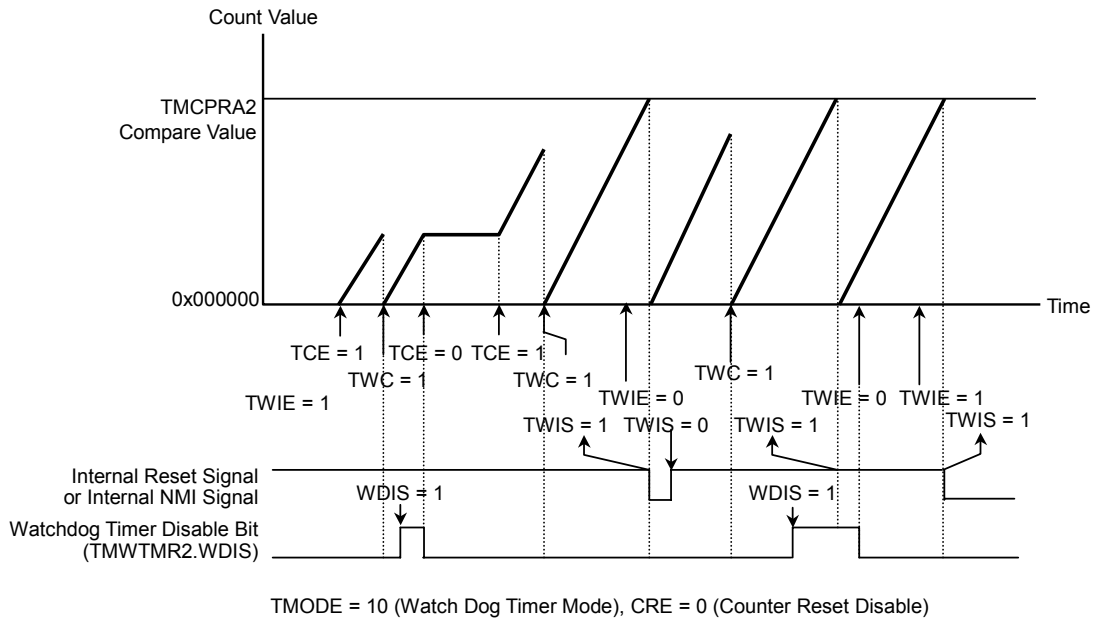 Count Value
TMCPRA2
Compare Value
0x000000
Time
TCE = 1
TCE = 0
TCE = 1
TWC = 1
TWC = 1
TWC = 1
TWIE = 1
TWIE = 0
TWIE = 0
TWIE = 1
TWIS = 1
TWIS = 0
TWIS = 1
TWIS = 1
Internal Reset Signal
or Internal NMI Signal
WDIS = 1
WDIS = 1
Watchdog Timer Disable Bit
(TMWTMR2.WDIS)
TMODE = 10 (Watch Dog Timer Mode), CRE = 0 (Counter Reset Disable)